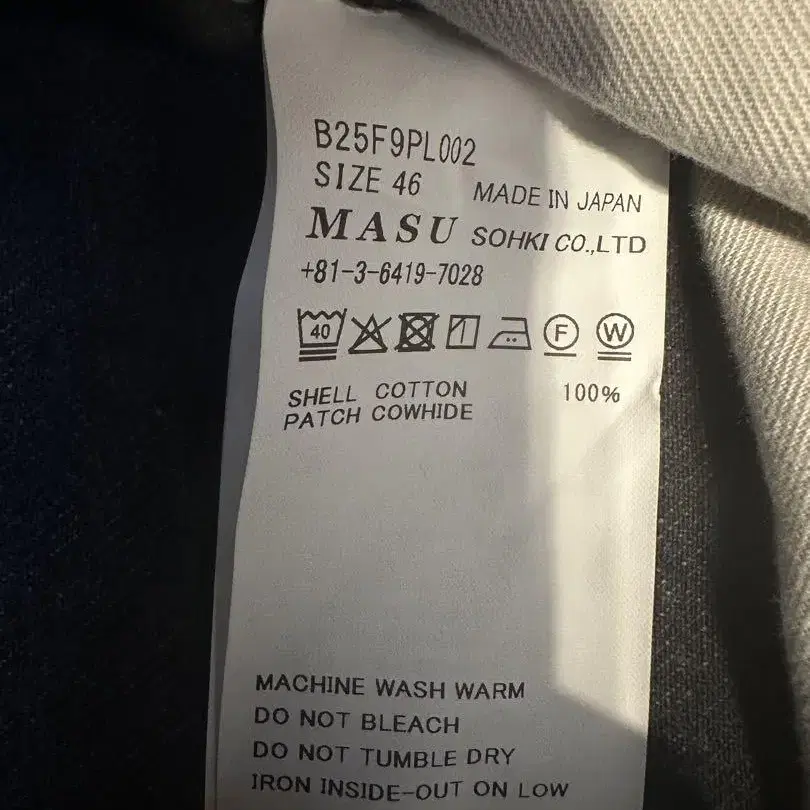 B25F9PL002
SIZE 46 MADE IN JAPAN
MASU SOHKI CO.,LTD
+81-3-6419-7028
40 F W
SHELL COTTON 100%
PATCH COWHIDE
MACHINE WASH WARM
DO NOT BLEACH
DO NOT TUMBLE DRY
IRON INSIDE-OUT ON LOW